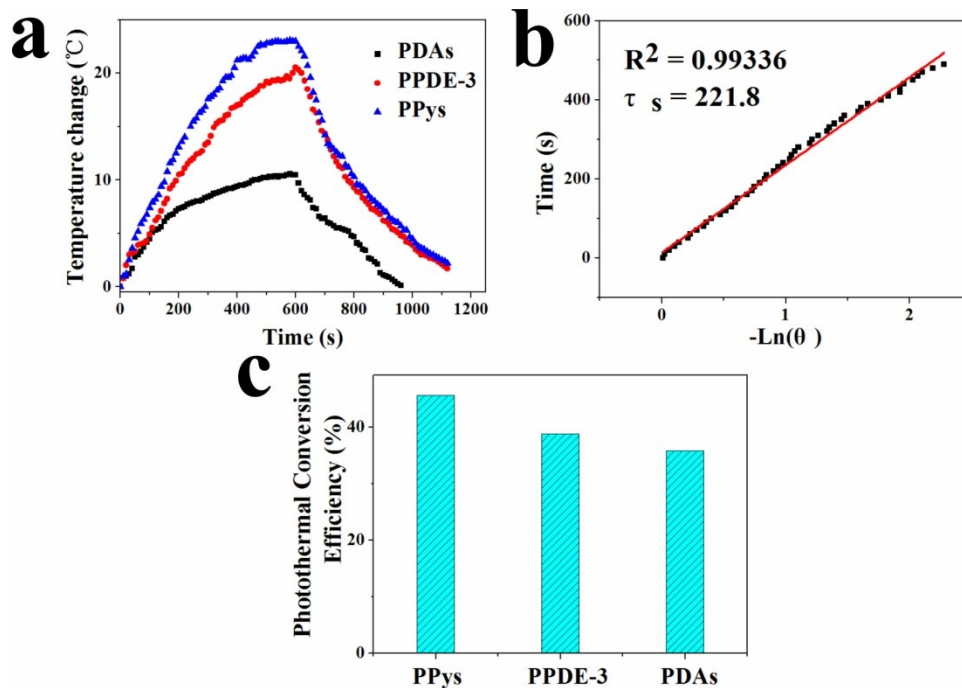 a
Temperature change (℃)
20
10
0
PDAs
PPDE-3
PPys
0 200 400 600 800 1000 1200
Time (s)
b
Time (s)
600
400
200
0
R² = 0.99336
τ s = 221.8
0 1 2
-Ln(θ )
c
Photothermal Conversion
Efficiency (%)
40
20
0
PPys PPDE-3 PDAs